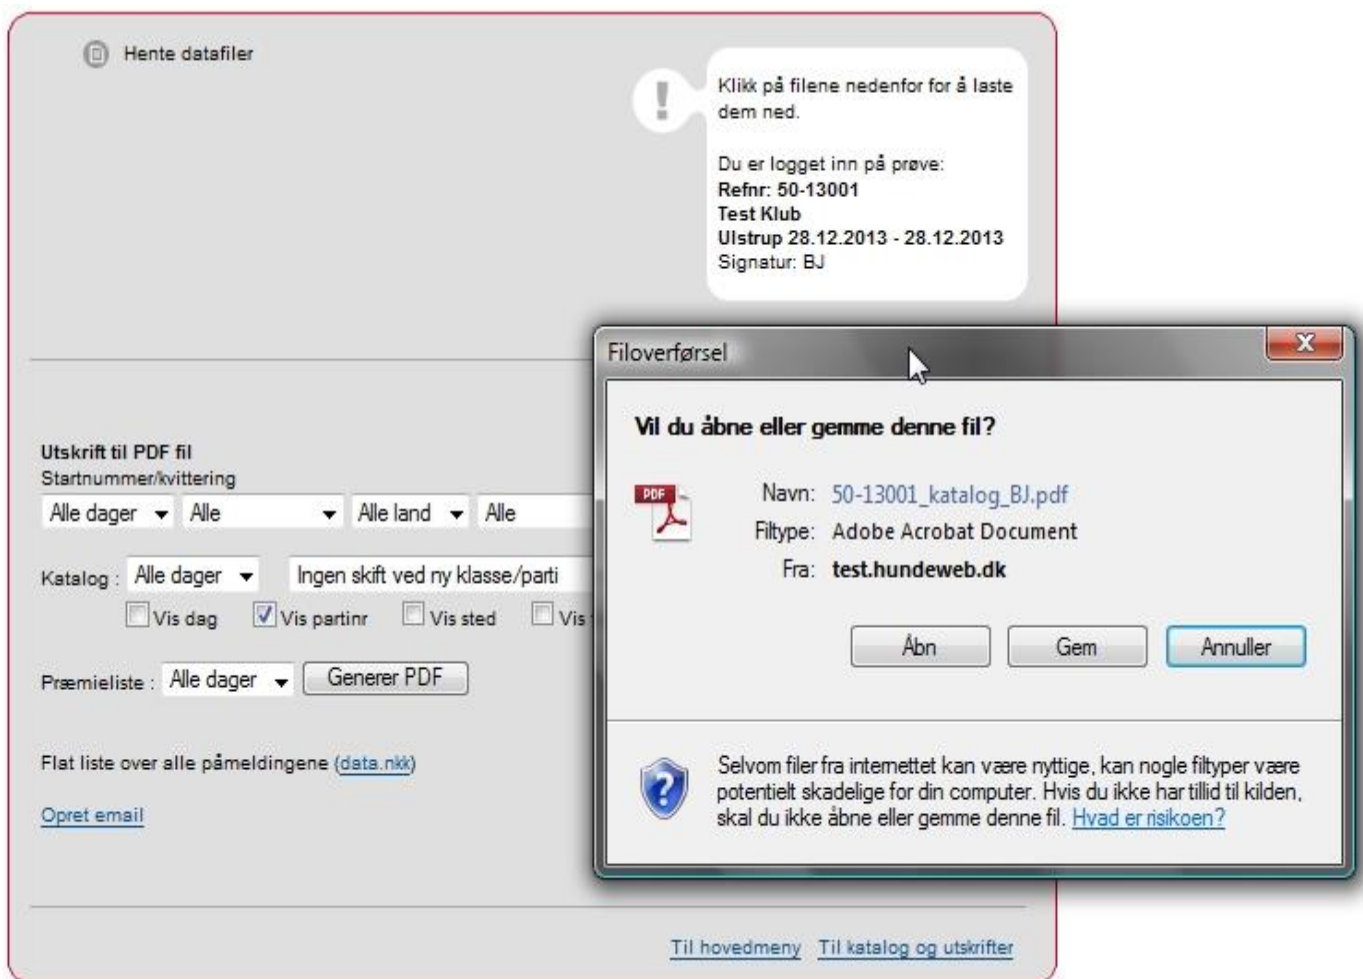 Hente datafiler
Klikk på filene nedenfor for å laste
dem ned.
Du er logget inn på prøve:
Refnr: 50-13001
Test Klub
Ulstrup 28.12.2013 - 28.12.2013
Signatur: BJ
Utskrift til PDF fil
Startnummer/kvittering
Alle dager Alle Alle land Alle
Katalog : Alle dager Ingen skift ved ny klasse/parti
Vis dag Vis partinr Vis sted Vis
Præmieliste : Alle dager Generer PDF
Flat liste over alle påmeldingene (data.nkk)
Opret email
Filoverførsel
Vil du åbne eller gemme denne fil?
PDF
Navn: 50-13001_katalog_BJ.pdf
Filtype: Adobe Acrobat Document
Fra: test.hundeweb.dk
Åbn Gem Annuller
Selvom filer fra internettet kan være nyttige, kan nogle filtyper være
potentielt skadelige for din computer. Hvis du ikke har tillid til kilden,
skal du ikke åbne eller gemme denne fil. Hvad er risikoen?
Til hovedmeny Til katalog og utskrifter